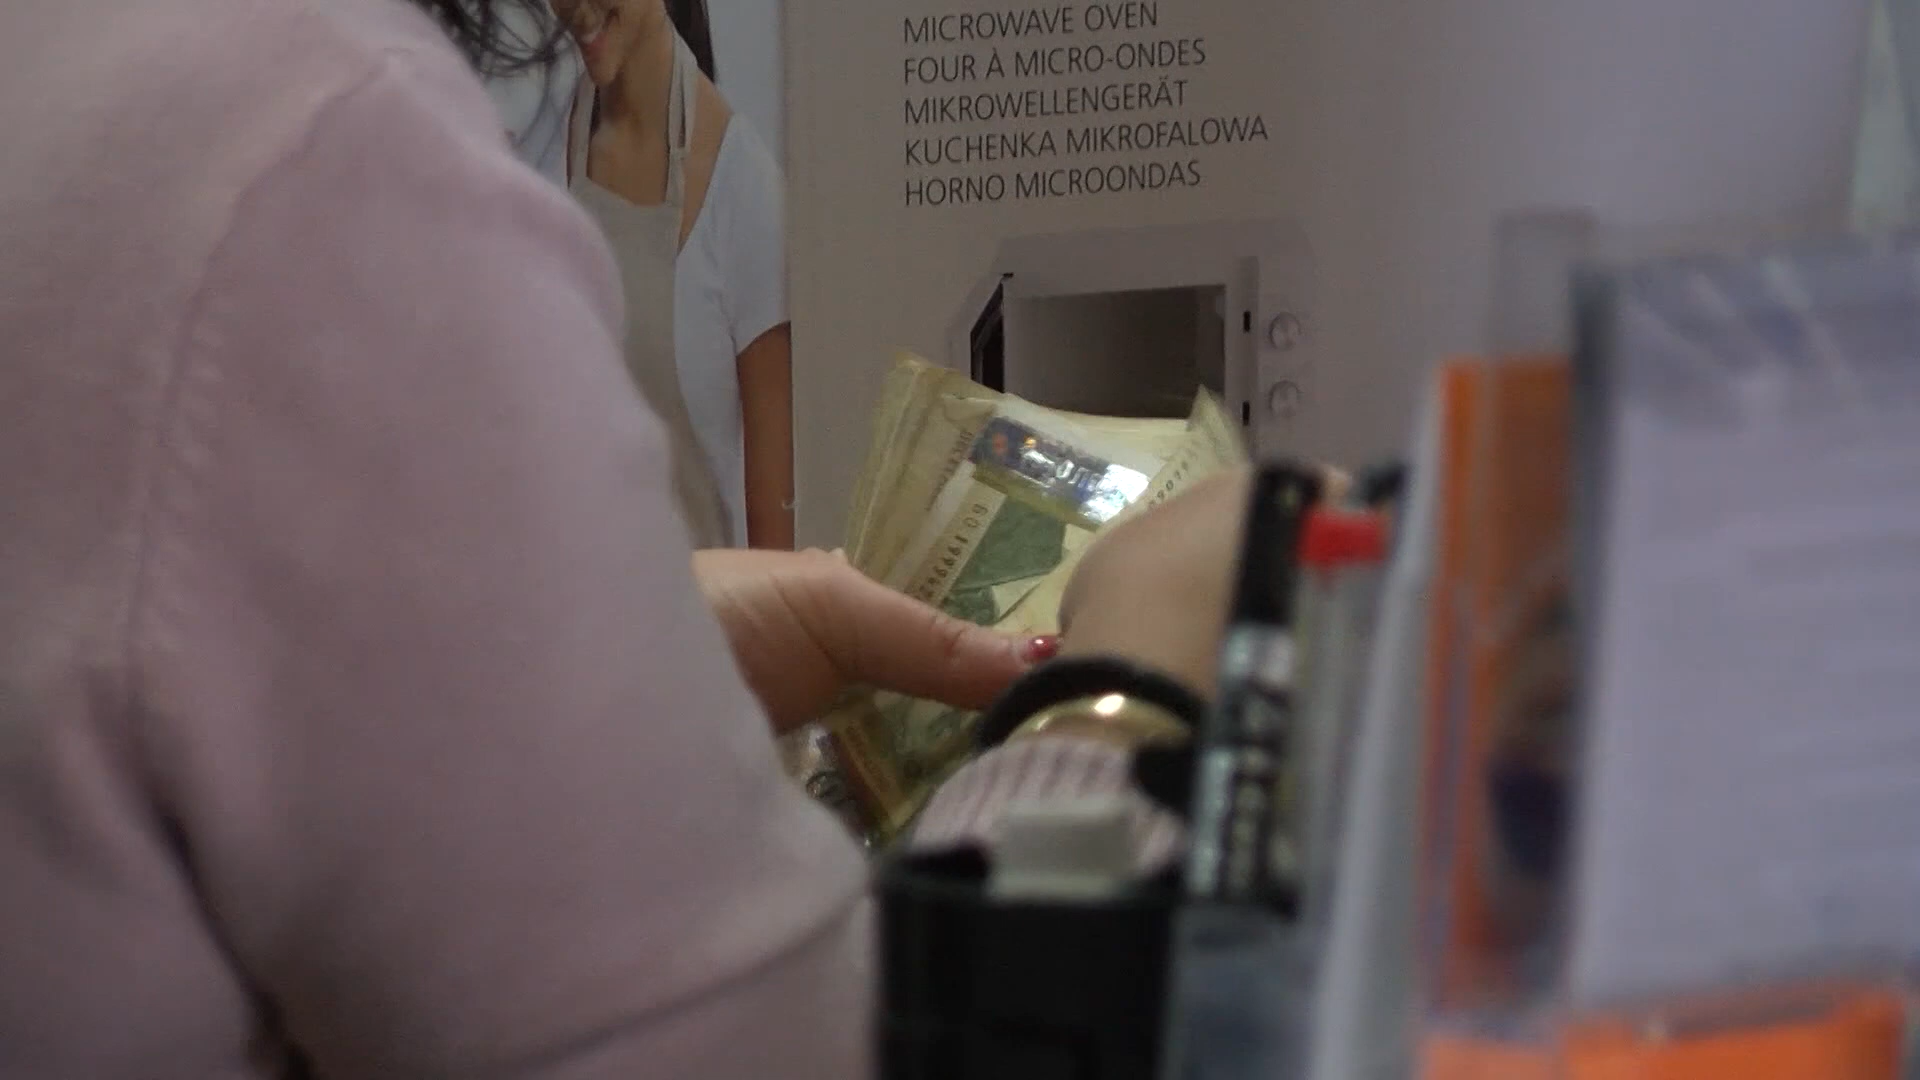 MICROWAVE OVEN
FOUR À MICRO-ONDES
MIKROWELLENGERÄT
KUCHENKA MIKROFALOWA
HORNO MICROONDAS